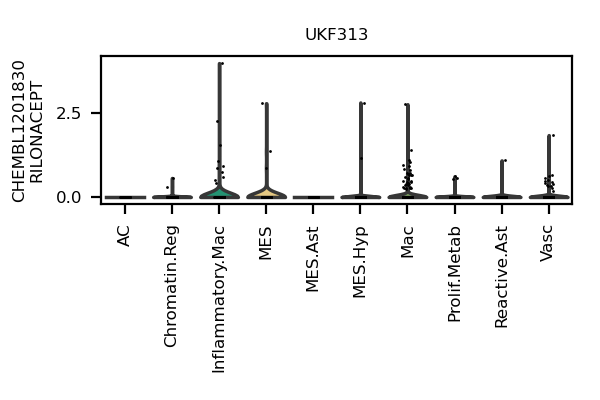 UKF313
CHEMBL1201830
RILONACEPT
2.5
0.0
AC
Chromatin.Reg
Inflammatory.Mac
MES
MES.Ast
MES.Hyp
Mac
Prolif.Metab
Reactive.Ast
Vasc